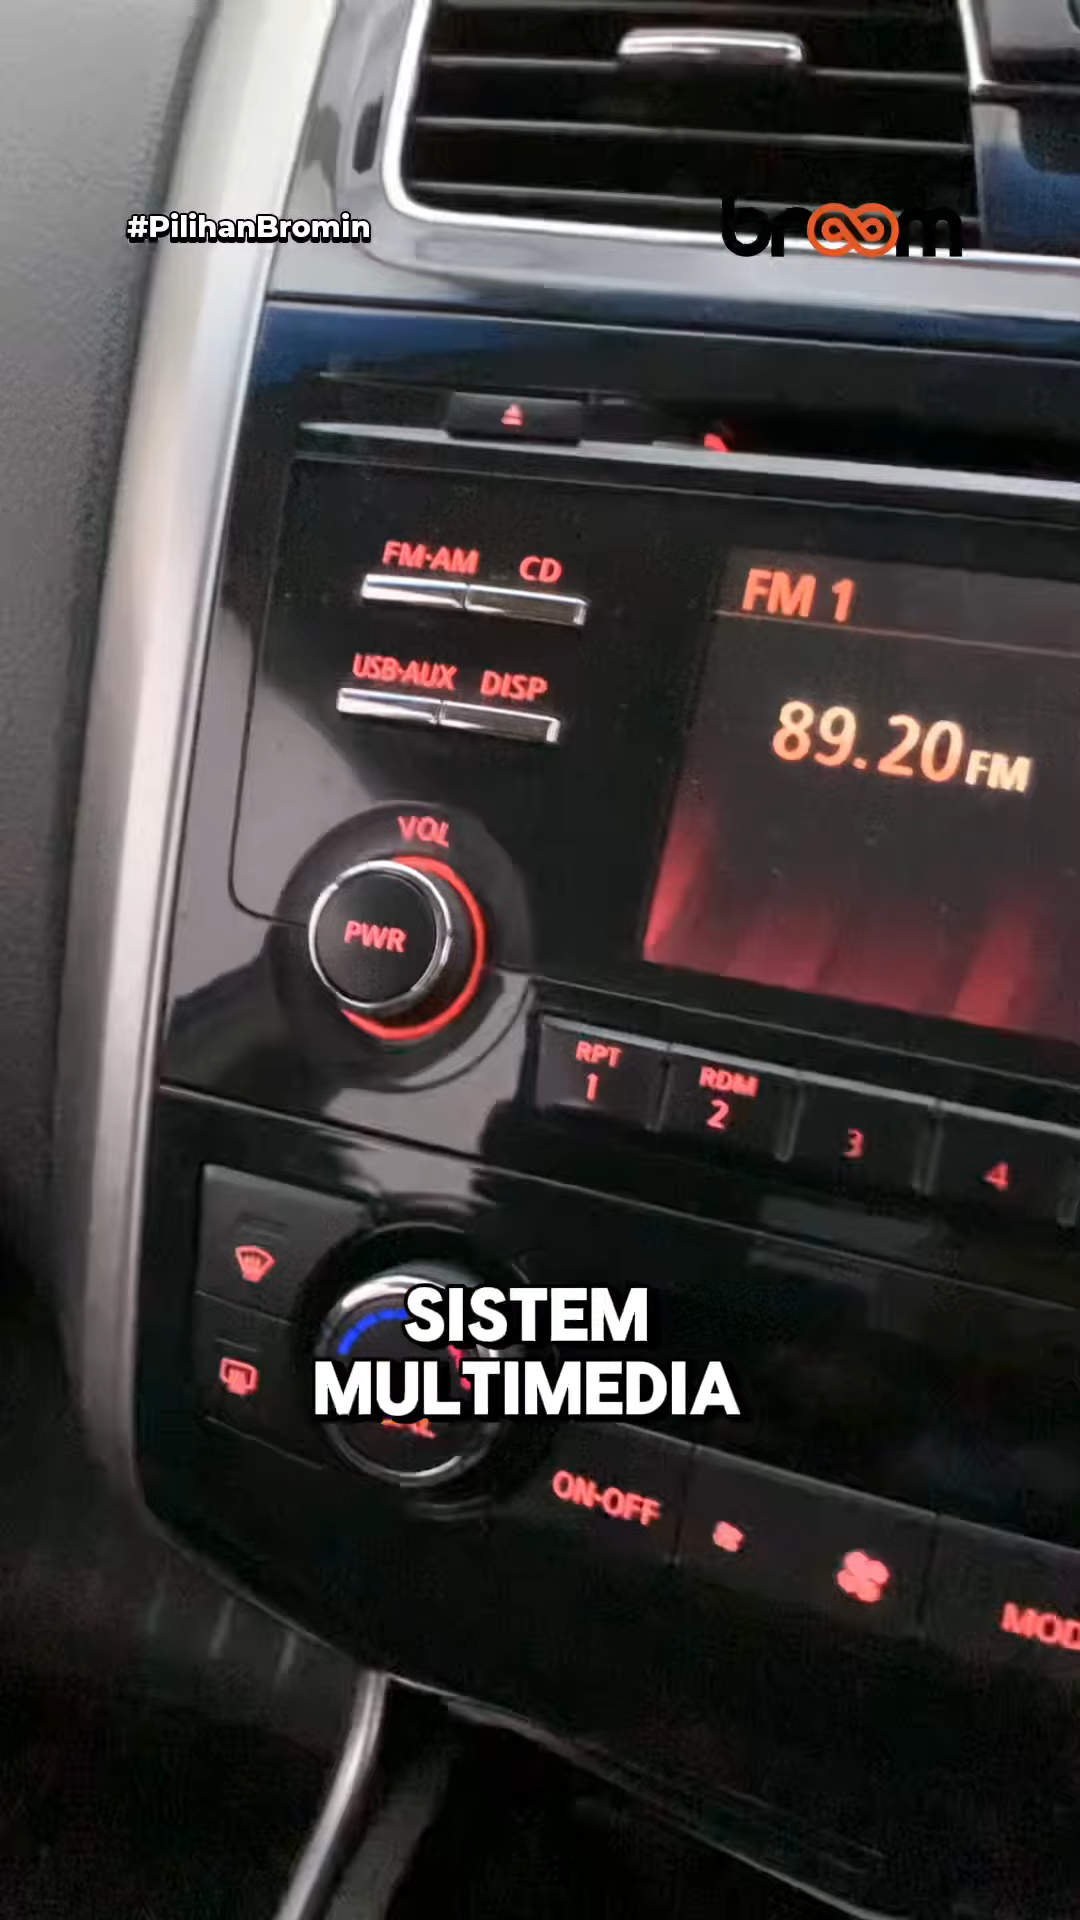 #PilihanBromin
broom
FM·AM CD
FM 1
USB·AUX DISP
89.20 FM
VOL
PWR
RPT
1
RDM
2
3
4
SISTEM
MULTIMEDIA
ON·OFF